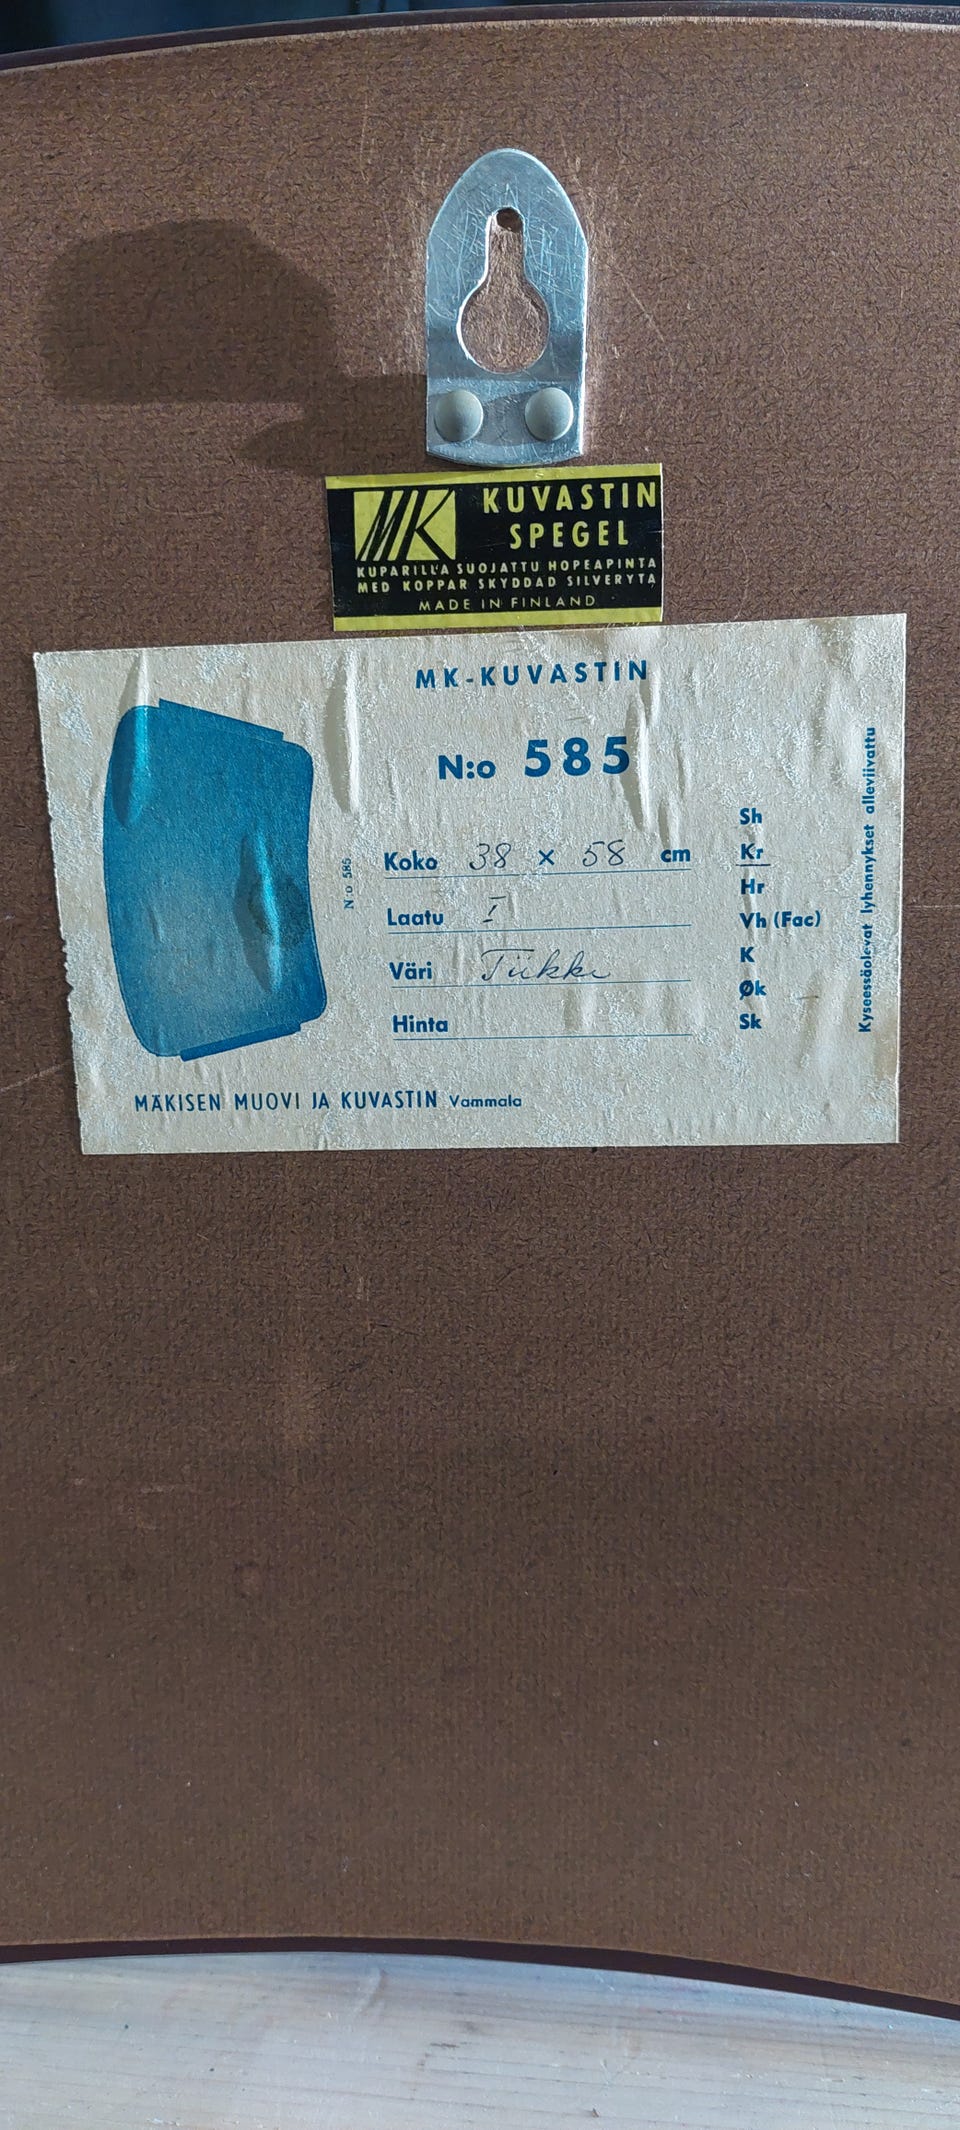 MK KUVASTIN
SPEGEL
KUPARILLA SUOJATTU HOPEAPINTA
MED KOPPAR SKYDDAD SILVERYTA
MADE IN FINLAND
MK-KUVASTIN
N:o 585
N:o 585
Koko 38 × 58 cm
Laatu I
Väri Tiikki
Hinta
Sh
Kr
Hr
Vh (Fac)
K
Øk
Sk
Kyseessäolevat lyhennykset alleviivattu
MÄKISEN MUOVI JA KUVASTIN Vammala